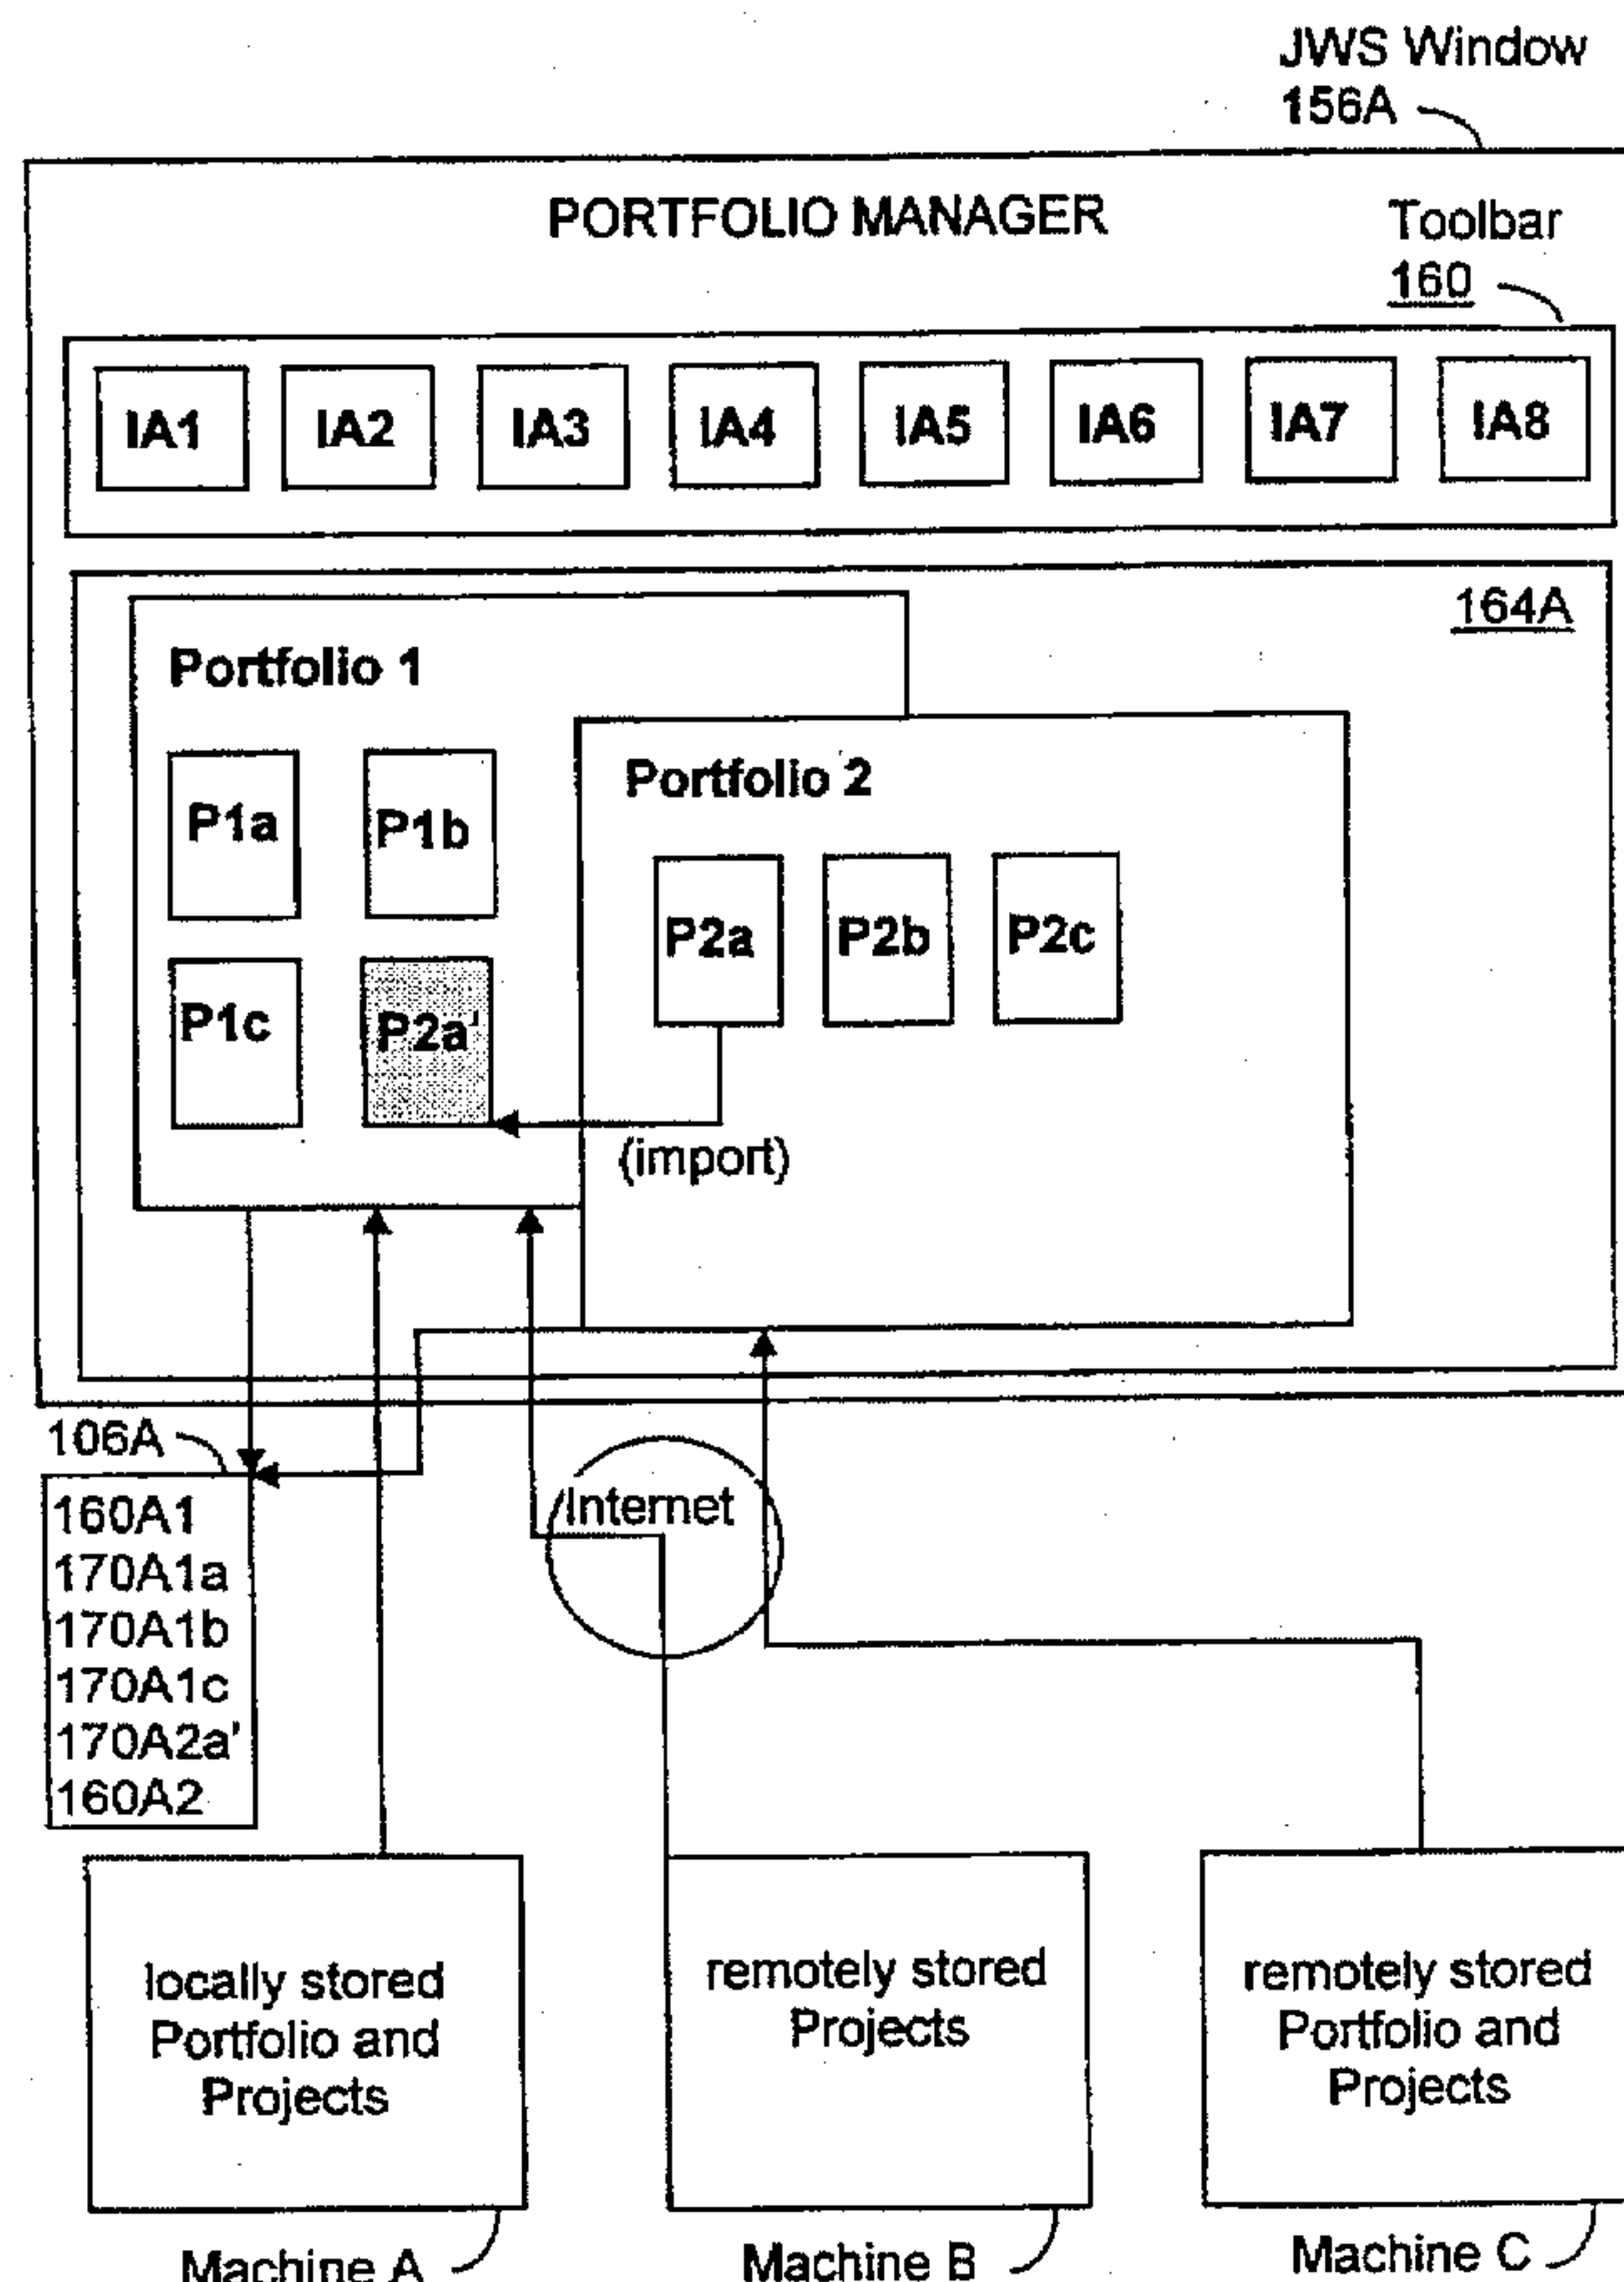 JWS Window
156A
PORTFOLIO MANAGER
Toolbar
160
IA1 IA2 IA3 IA4 IA5 IA6 IA7 IA8
164A
Portfolio 1
Portfolio 2
P1a P1b
P2a P2b P2c
P1c P2a'
(import)
106A
Internet
160A1
170A1a
170A1b
170A1c
170A2a'
160A2
locally stored
Portfolio and
Projects
remotely stored
Projects
remotely stored
Portfolio and
Projects
Machine A
Machine B
Machine C